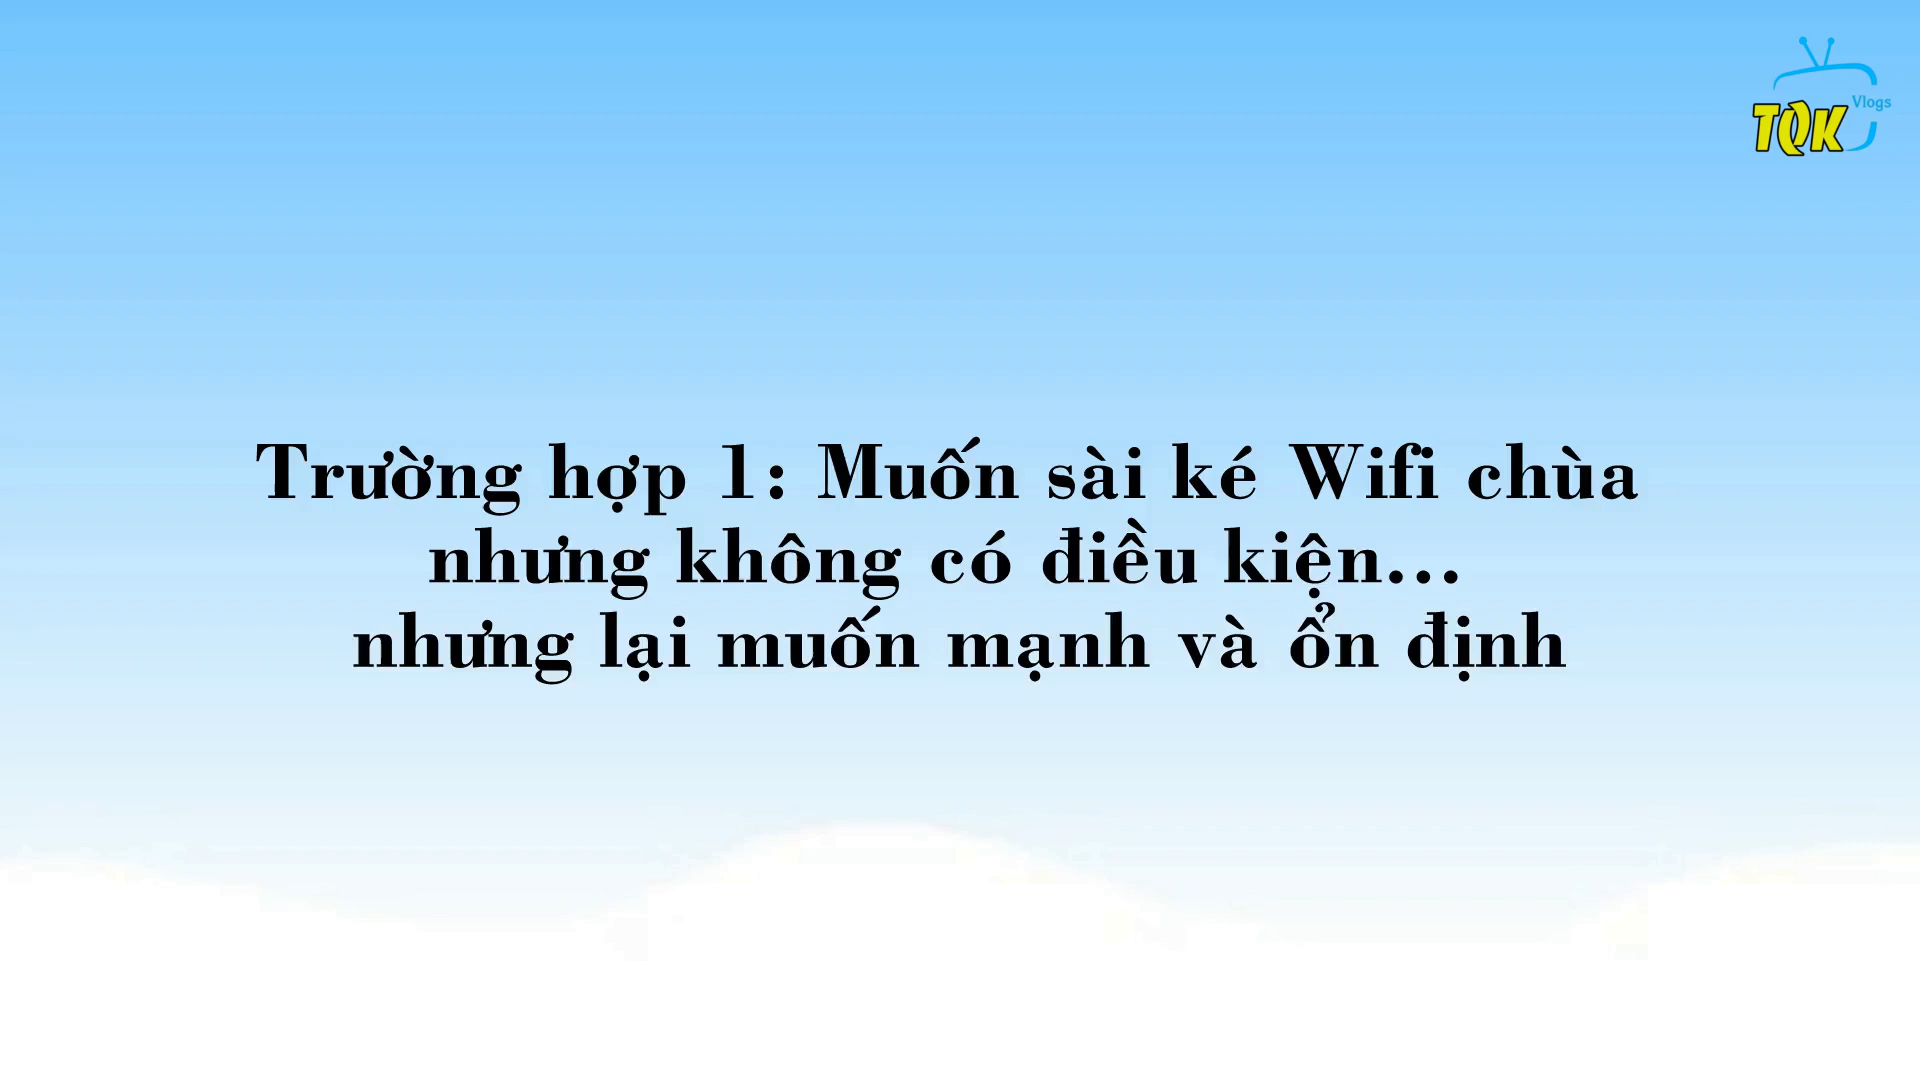 Vlogs
TQK
Trường hợp 1: Muốn sài ké Wifi chùa
nhưng không có điều kiện...
nhưng lại muốn mạnh và ổn định